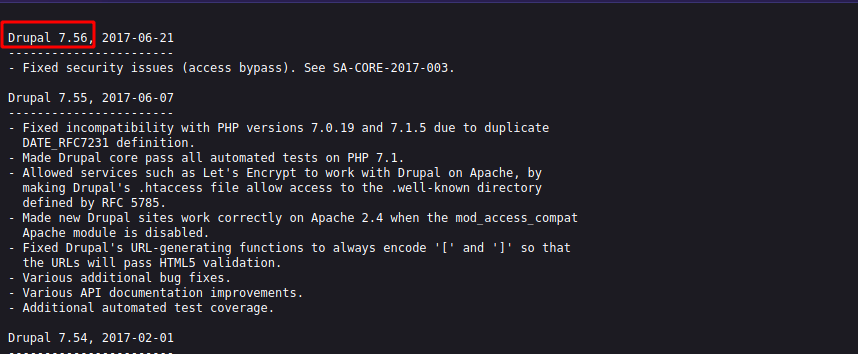 Drupal 7.56, 2017-06-21
-----------------------
- Fixed security issues (access bypass). See SA-CORE-2017-003.
Drupal 7.55, 2017-06-07
-----------------------
- Fixed incompatibility with PHP versions 7.0.19 and 7.1.5 due to duplicate
DATE_RFC7231 definition.
- Made Drupal core pass all automated tests on PHP 7.1.
- Allowed services such as Let's Encrypt to work with Drupal on Apache, by
making Drupal's .htaccess file allow access to the .well-known directory
defined by RFC 5785.
- Made new Drupal sites work correctly on Apache 2.4 when the mod_access_compat
Apache module is disabled.
- Fixed Drupal's URL-generating functions to always encode '[' and ']' so that
the URLs will pass HTML5 validation.
- Various additional bug fixes.
- Various API documentation improvements.
- Additional automated test coverage.
Drupal 7.54, 2017-02-01
-----------------------